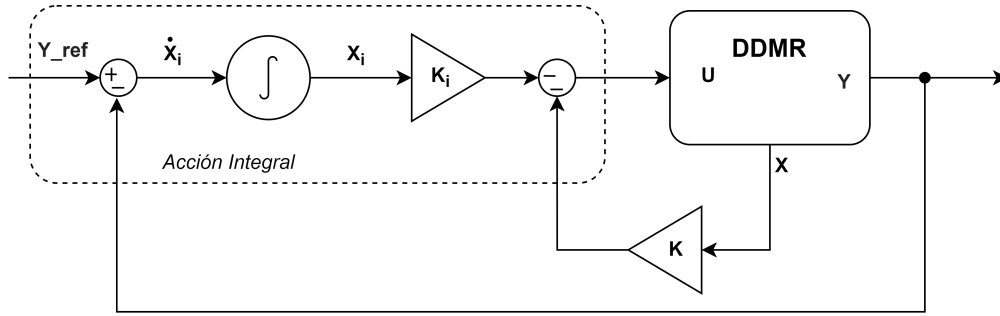 Y_ref
Ẋi
∫
Xi
Ki
DDMR
U
Y
+
−
−
−
Acción Integral
X
K